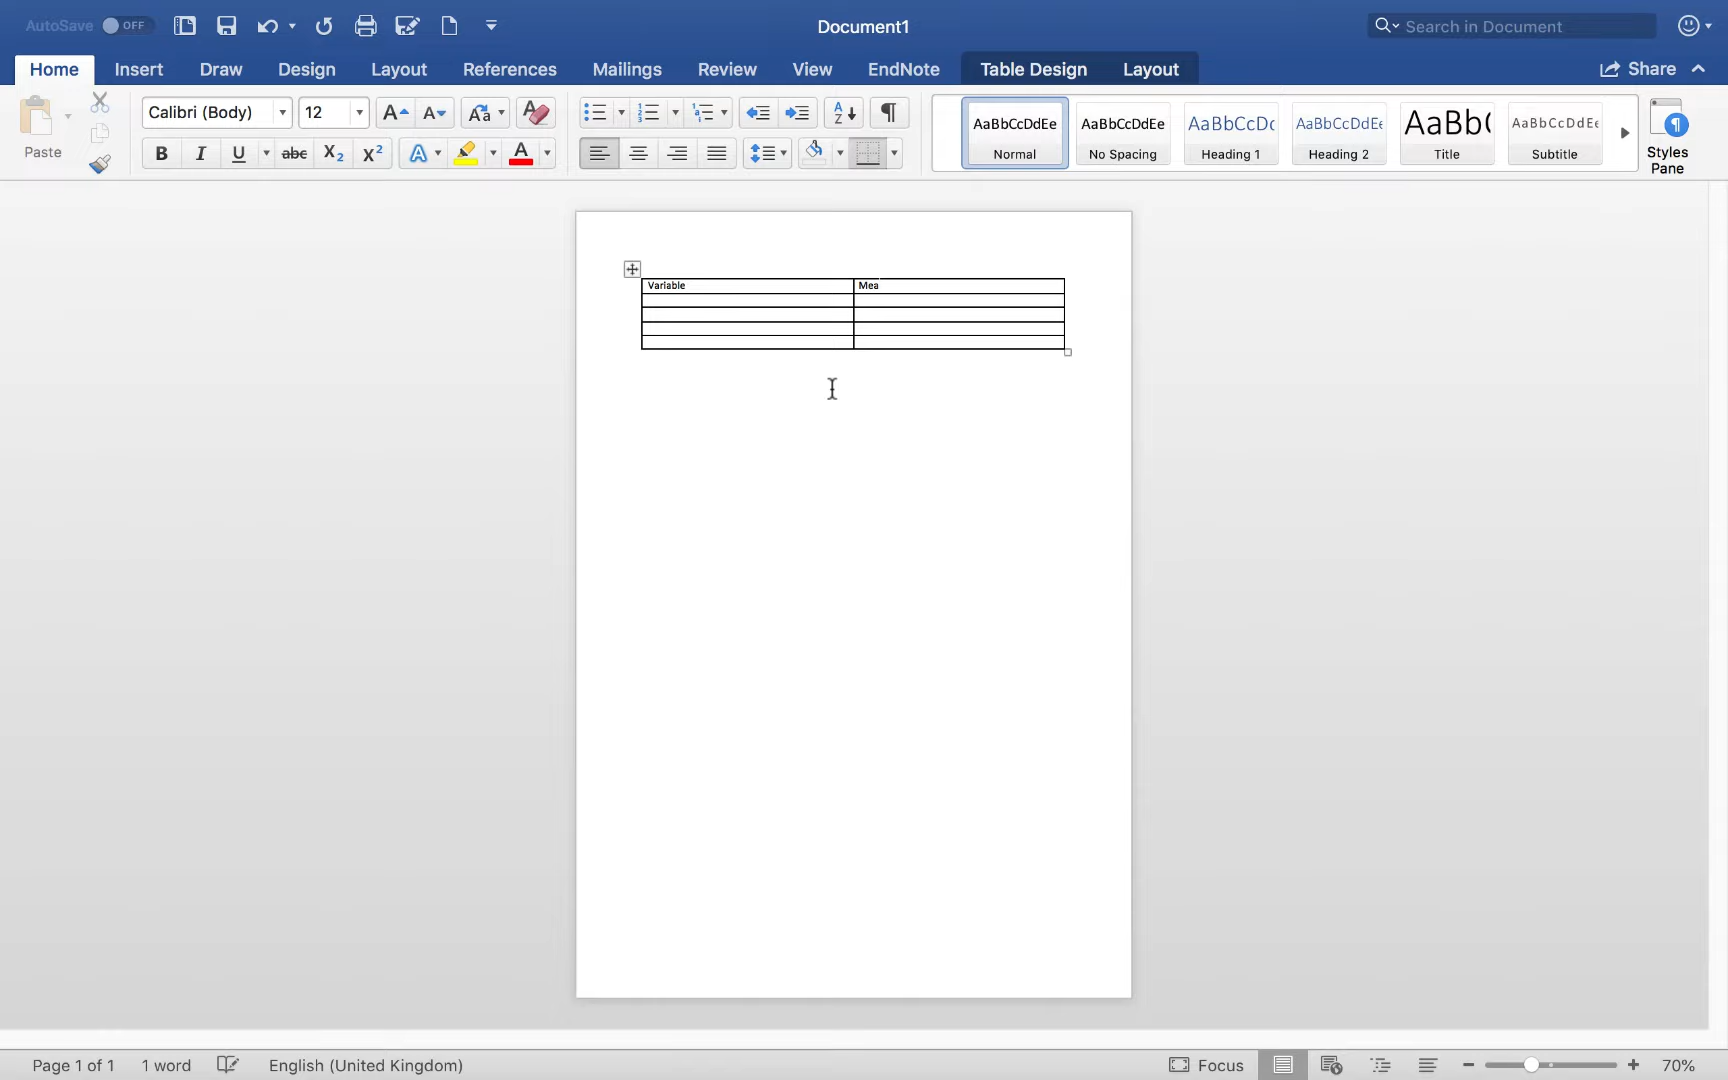 AutoSave OFF
Document1
Search in Document
Home Insert Draw Design Layout References Mailings Review View EndNote Table Design Layout Share
Paste
Calibri (Body) 12
AaBbCcDdEe Normal
AaBbCcDdEe No Spacing
AaBbCcDc Heading 1
AaBbCcDdEe Heading 2
AaBb( Title
AaBbCcDdEe Subtitle
Styles
Pane
Variable Mea
Page 1 of 1 1 word English (United Kingdom) Focus 70%